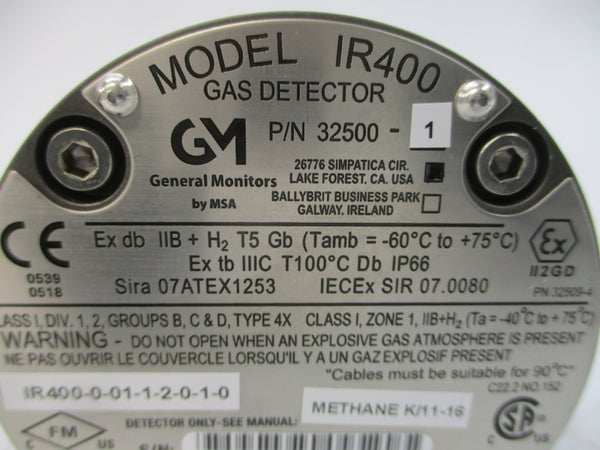 MODEL IR400
GAS DETECTOR
GM P/N 32500 - 1
General Monitors
by MSA
26776 SIMPATICA CIR.
LAKE FOREST, CA. USA
BALLYBRIT BUSINESS PARK
GALWAY, IRELAND
CE
0539
0518
Ex db IIB + H₂ T5 Gb (Tamb = -60°C to +75°C)
Ex tb IIIC T100°C Db IP66
Sira 07ATEX1253 IECEx SIR 07.0080
Ex
II2GD
PN 32509-4
CLASS I, DIV. 1, 2, GROUPS B, C & D, TYPE 4X CLASS I, ZONE 1, IIB+H₂ (Ta = -40°C to + 75°C)
WARNING - DO NOT OPEN WHEN AN EXPLOSIVE GAS ATMOSPHERE IS PRESENT
NE PAS OUVRIR LE COUVERCLE LORSQU'IL Y A UN GAZ EXPLOSIF PRESENT
"Cables must be suitable for 90°C"
C22.2 NO.152
IR400-0-01-1-2-0-1-0
DETECTOR ONLY-SEE MANUAL:
METHANE K/11-16
C FM US
C SA US
S/N: